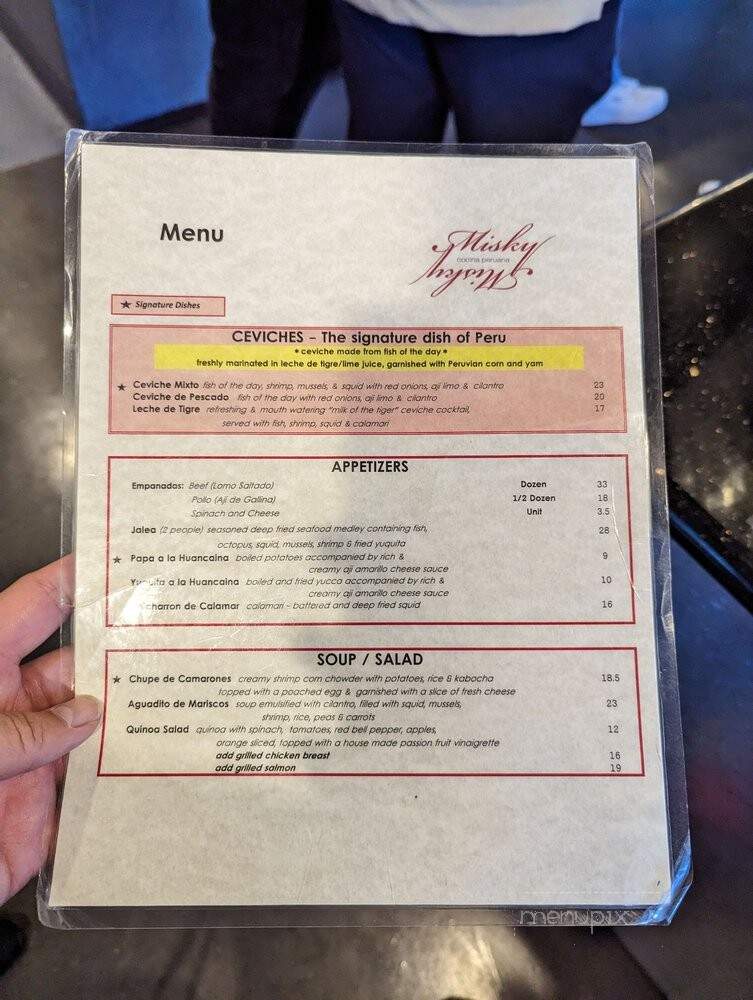 Menu
Misky
cocina peruana
Misky
★ Signature Dishes
CEVICHES – The signature dish of Peru
*ceviche made from fish of the day*
freshly marinated in leche de tigre/lime juice, garnished with Peruvian corn and yam
★ Ceviche Mixto fish of the day, shrimp, mussels, & squid with red onions, aji limo & cilantro 23
Ceviche de Pescado fish of the day with red onions, aji limo & cilantro 20
Leche de Tigre refreshing & mouth watering "milk of the tiger" ceviche cocktail, 17
served with fish, shrimp, squid & calamari
APPETIZERS
Empanadas: Beef (Lomo Saltado) Dozen 33
Pollo (Aji de Gallina) 1/2 Dozen 18
Spinach and Cheese Unit 3.5
Jalea (2 people) seasoned deep fried seafood medley containing fish, 28
octopus, squid, mussels, shrimp & fried yuquita
★ Papa a la Huancaina boiled potatoes accompanied by rich & 9
creamy aji amarillo cheese sauce
Yuquita a la Huancaina boiled and fried yucca accompanied by rich & 10
creamy aji amarillo cheese sauce
charron de Calamar calamari – battered and deep fried squid 16
SOUP / SALAD
★ Chupe de Camarones creamy shrimp corn chowder with potatoes, rice & kabocha 18.5
topped with a poached egg & garnished with a slice of fresh cheese
Aguadito de Mariscos soup emulsified with cilantro, filled with squid, mussels, 23
shrimp, rice, peas & carrots
Quinoa Salad quinoa with spinach, tomatoes, red bell pepper, apples, 12
orange sliced, topped with a house made passion fruit vinaigrette
add grilled chicken breast 16
add grilled salmon 19
menupix